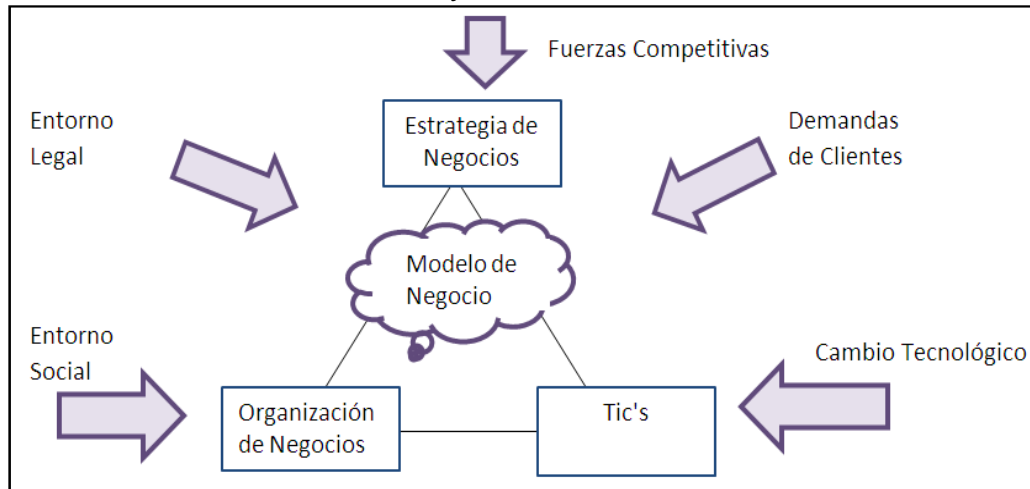 Fuerzas Competitivas
Entorno
Legal
Estrategia de
Negocios
Demandas
de Clientes
Modelo de
Negocio
Entorno
Social
Cambio Tecnológico
Organización
de Negocios
Tic's